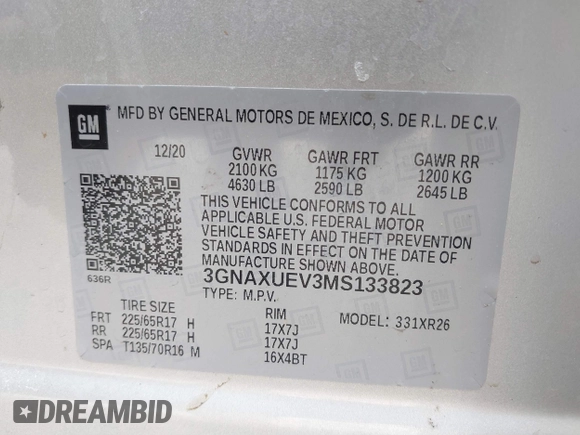 GM
MFD BY GENERAL MOTORS DE MEXICO, S. DE R.L. DE C.V.
12/20 GVWR GAWR FRT GAWR RR
2100 KG 1175 KG 1200 KG
4630 LB 2590 LB 2645 LB
THIS VEHICLE CONFORMS TO ALL
APPLICABLE U.S. FEDERAL MOTOR
VEHICLE SAFETY AND THEFT PREVENTION
STANDARDS IN EFFECT ON THE DATE OF
MANUFACTURE SHOWN ABOVE.
636R
3GNAXUEV3MS133823
TYPE: M.P.V.
TIRE SIZE RIM MODEL: 331XR26
FRT 225/65R17 H 17X7J
RR 225/65R17 H 17X7J
SPA T135/70R16 M 16X4BT
DREAMBID